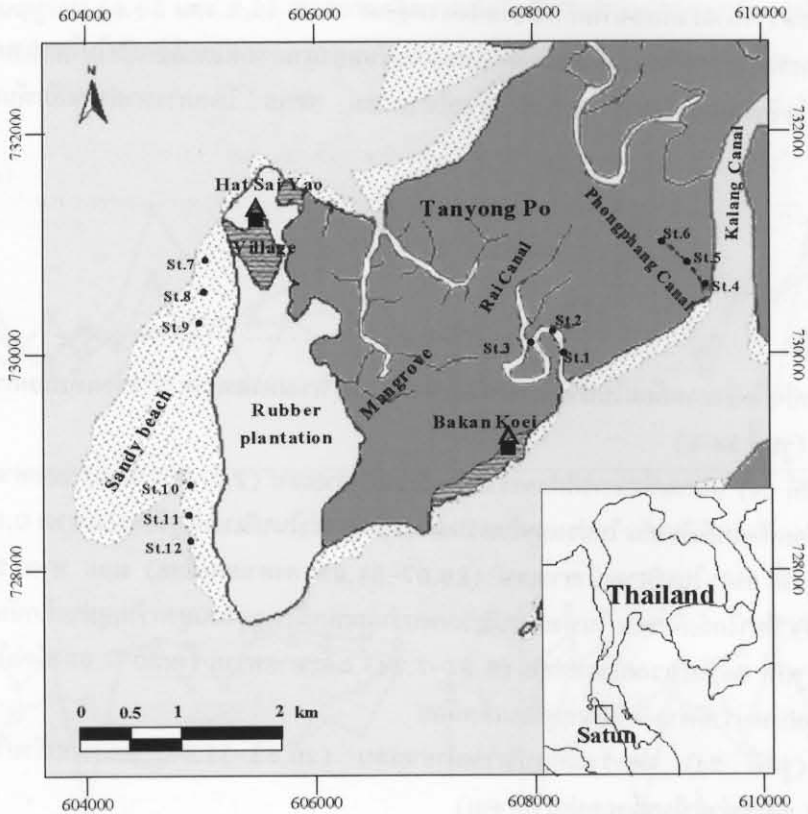 604000 606000 608000 610000
N
732000 732000
Hat Sai Yao
Village
Tanyong Po
Kalang Canal
Phongphang Canal
Rai Canal
St.6
St.5
St.4
St.7
St.8
St.9
St.2
St.3
St.1
730000 730000
Mangrove
Rubber
plantation
Bakan Koei
Sandy beach
St.10
St.11
St.12
728000 728000
Thailand
Satun
0 0.5 1 2 km
604000 606000 608000 610000